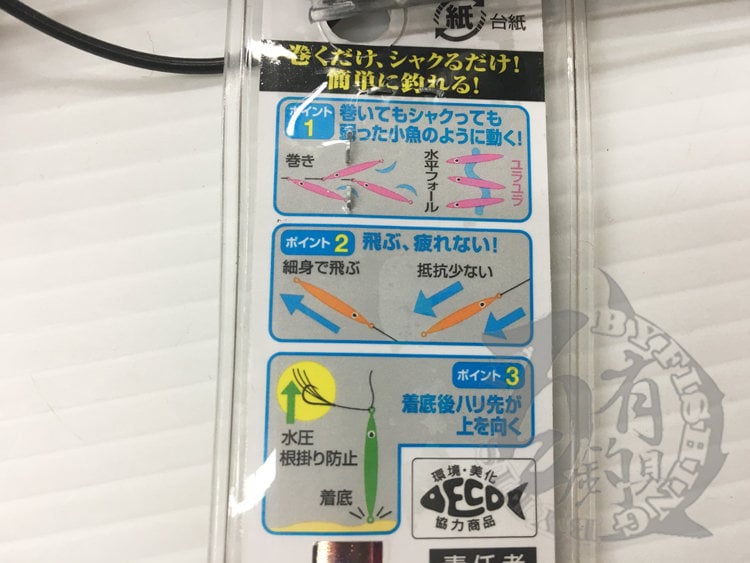 紙 台紙
巻くだけ、シャクるだけ!
簡単に釣れる!
ポイント1
巻いてもシャクっても
弱った小魚のように動く!
巻き
水平フォール
ユラユラ
ポイント2 飛ぶ、疲れない!
細身で飛ぶ
抵抗少ない
ポイント3
着底後ハリ先が
上を向く
水圧
根掛り防止
着底
環境・美化
ECO
協力商品
責任者
BYFISHING
有
釣具